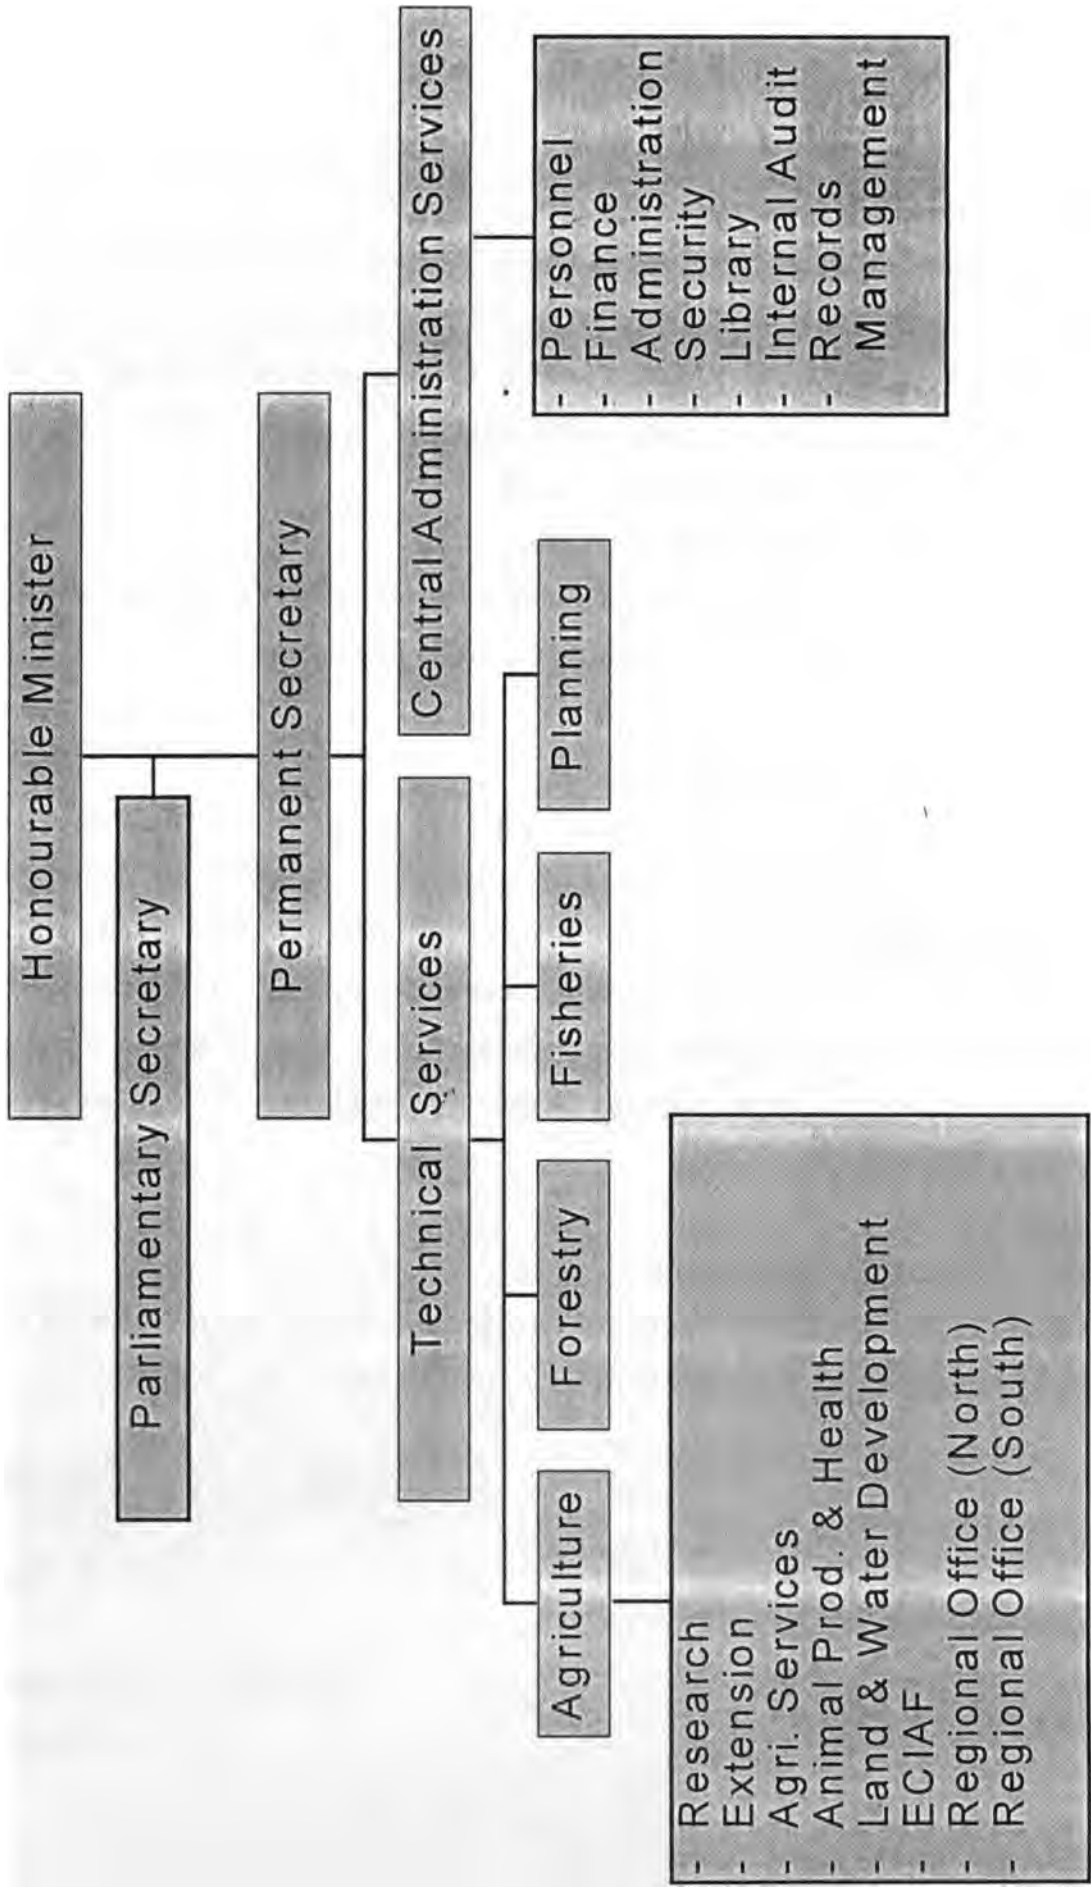 Honourable Minister
Parliamentary Secretary
Permanent Secretary
Technical Services
Central Administration Services
Agriculture
Forestry
Fisheries
Planning
- Research
- Extension
- Agri. Services
- Animal Prod. & Health
- Land & Water Development
- ECIAF
- Regional Office (North)
- Regional Office (South)
- Personnel
- Finance
- Administration
- Security
- Library
- Internal Audit
- Records
Management